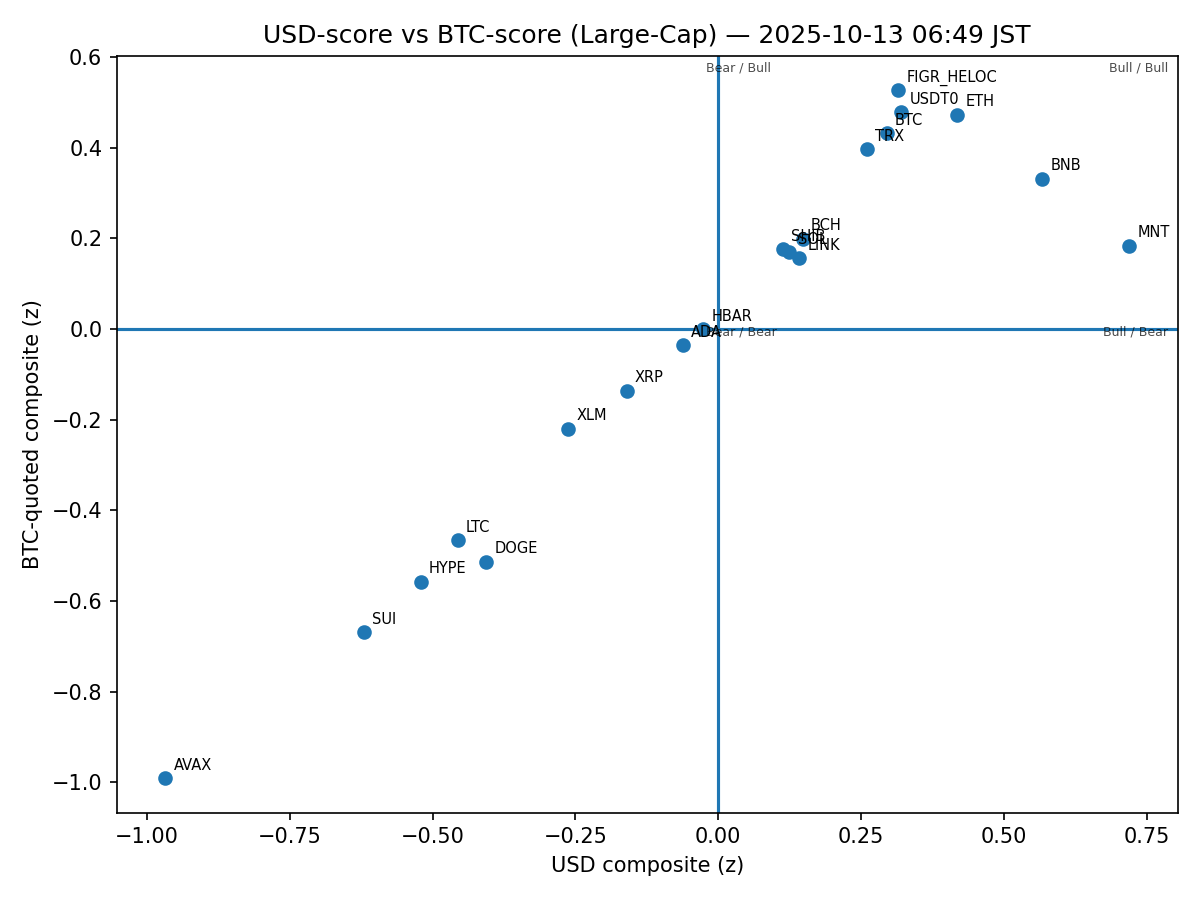 USD-score vs BTC-score (Large-Cap) — 2025-10-13 06:49 JST
Bear / Bull
Bull / Bull
FIGR_HELOC
USDT0
ETH
BTC
TRX
BNB
MNT
BCH
SHIB
SOL
LINK
HBAR
ADA
Bear / Bear
Bull / Bear
XRP
XLM
LTC
DOGE
HYPE
SUI
AVAX
0.6
0.4
0.2
0.0
−0.2
−0.4
−0.6
−0.8
−1.0
BTC-quoted composite (z)
−1.00
−0.75
−0.50
−0.25
0.00
0.25
0.50
0.75
USD composite (z)